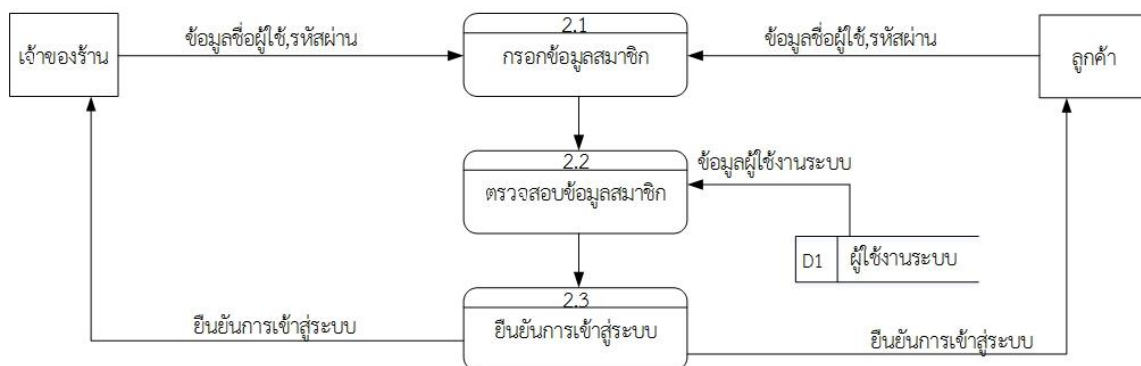 เจ้าของร้าน
ข้อมูลชื่อผู้ใช้,รหัสผ่าน
2.1
กรอกข้อมูลสมาชิก
ข้อมูลชื่อผู้ใช้,รหัสผ่าน
ลูกค้า
2.2
ตรวจสอบข้อมูลสมาชิก
ข้อมูลผู้ใช้งานระบบ
D1 ผู้ใช้งานระบบ
2.3
ยืนยันการเข้าสู่ระบบ
ยืนยันการเข้าสู่ระบบ
ยืนยันการเข้าสู่ระบบ